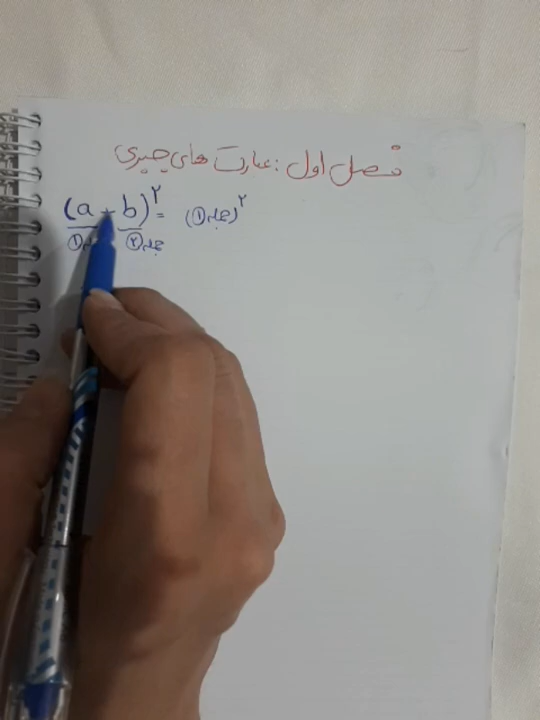 فصل اول : عبارت های جبری
(a + b)² = (جمله ①)²
جمله ① جمله ②